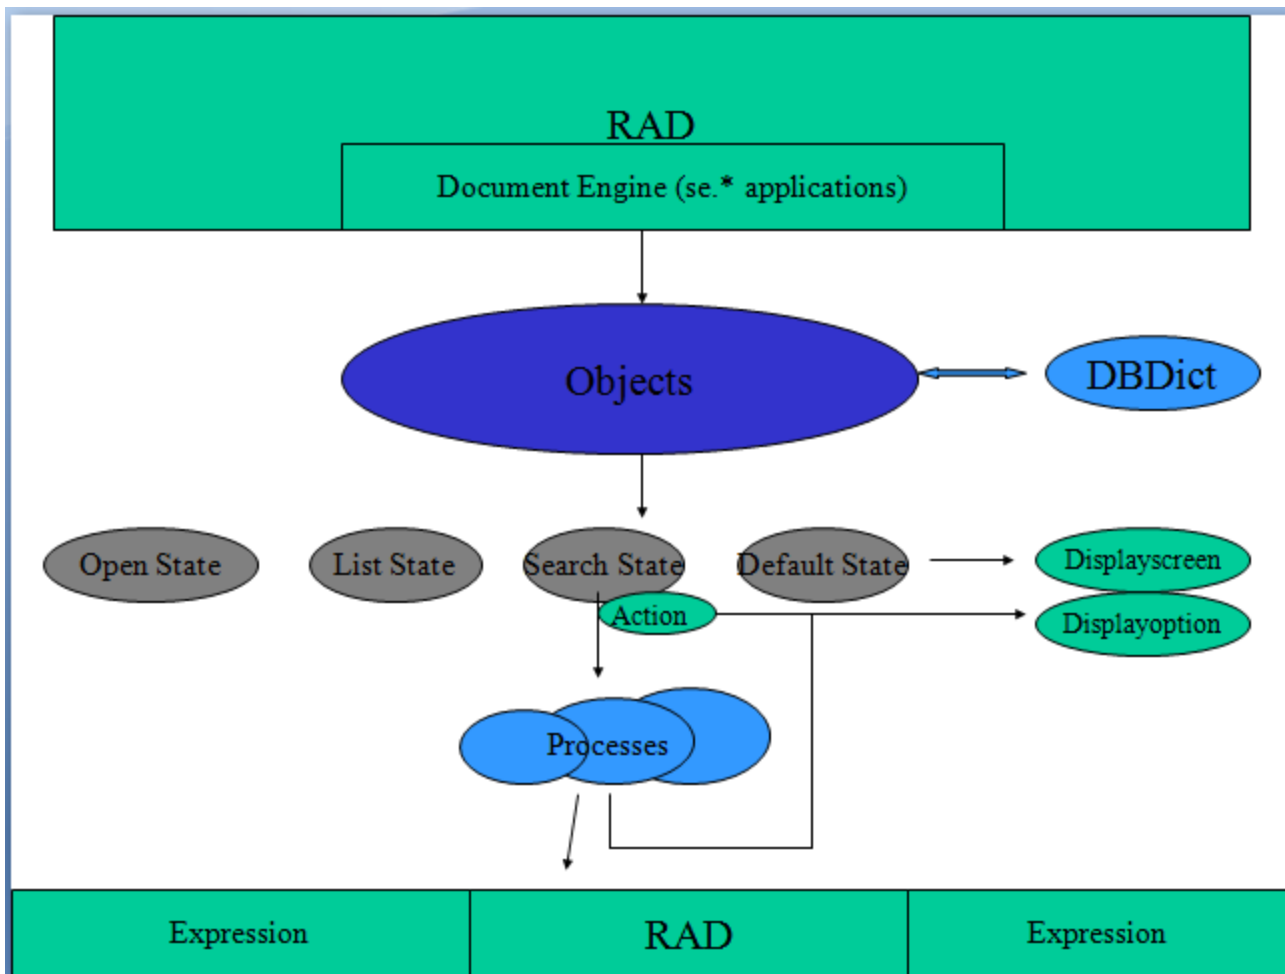 RAD
Document Engine (se.* applications)
Objects
DBDict
Open State
List State
Search State
Default State
Displayscreen
Action
Displayoption
Processes
Expression
RAD
Expression